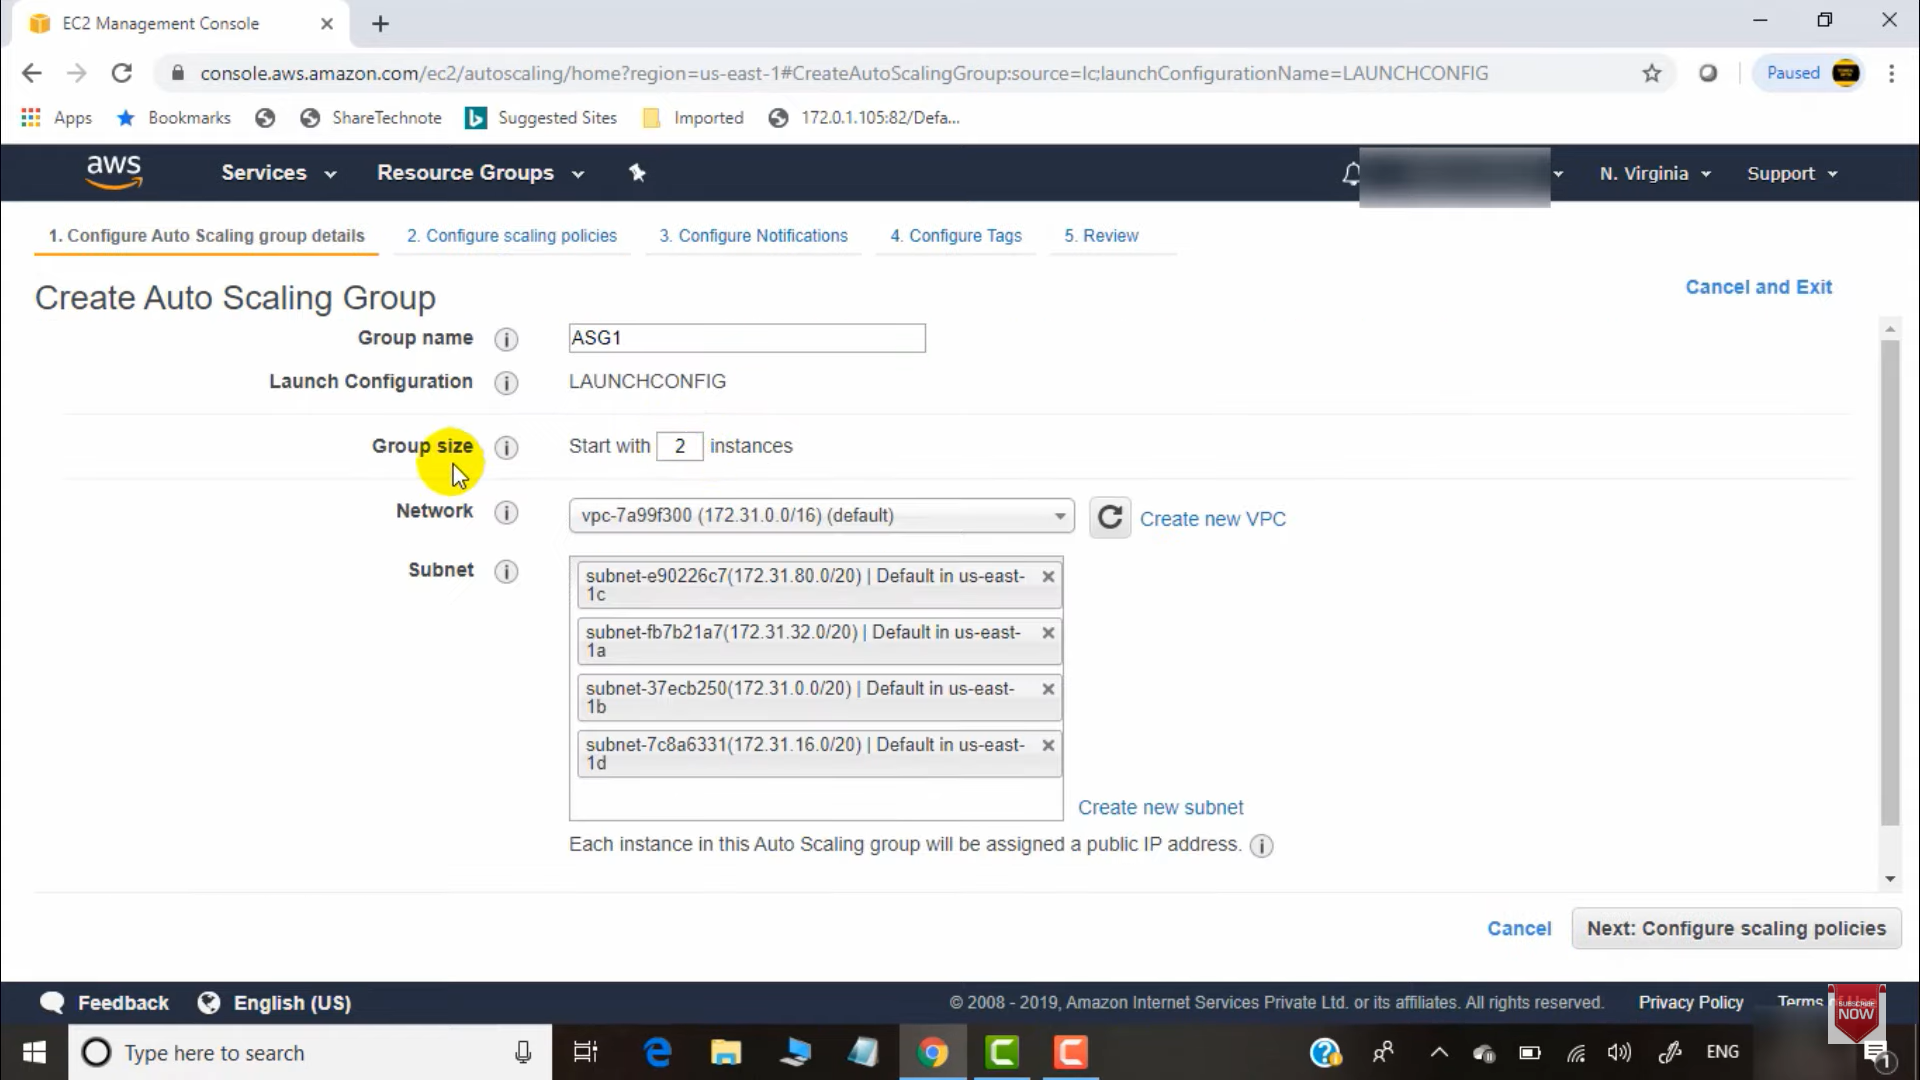 EC2 Management Console
console.aws.amazon.com/ec2/autoscaling/home?region=us-east-1#CreateAutoScalingGroup:source=lc;launchConfigurationName=LAUNCHCONFIG
Paused
Apps Bookmarks ShareTechnote Suggested Sites Imported 172.0.1.105:82/Defa...
aws Services Resource Groups N. Virginia Support
1. Configure Auto Scaling group details 2. Configure scaling policies 3. Configure Notifications 4. Configure Tags 5. Review
Create Auto Scaling Group
Cancel and Exit
Group name ASG1
Launch Configuration LAUNCHCONFIG
Group size Start with 2 instances
Network vpc-7a99f300 (172.31.0.0/16) (default) Create new VPC
Subnet
subnet-e90226c7(172.31.80.0/20) | Default in us-east-
1c
subnet-fb7b21a7(172.31.32.0/20) | Default in us-east-
1a
subnet-37ecb250(172.31.0.0/20) | Default in us-east-
1b
subnet-7c8a6331(172.31.16.0/20) | Default in us-east-
1d
Create new subnet
Each instance in this Auto Scaling group will be assigned a public IP address.
Cancel Next: Configure scaling policies
Feedback English (US) © 2008 - 2019, Amazon Internet Services Private Ltd. or its affiliates. All rights reserved. Privacy Policy Terms
SUBSCRIBE
NOW
Type here to search ENG 1